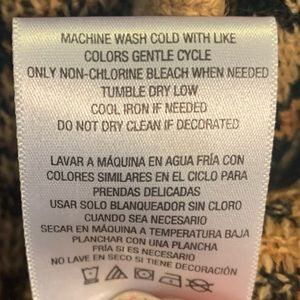 MACHINE WASH COLD WITH LIKE
COLORS GENTLE CYCLE
ONLY NON-CHLORINE BLEACH WHEN NEEDED
TUMBLE DRY LOW
COOL IRON IF NEEDED
DO NOT DRY CLEAN IF DECORATED
LAVAR A MÁQUINA EN AGUA FRÍA CON
COLORES SIMILARES EN EL CICLO PARA
PRENDAS DELICADAS
USAR SOLO BLANQUEADOR SIN CLORO
CUANDO SEA NECESARIO
SECAR EN MÁQUINA A TEMPERATURA BAJA
PLANCHAR CON UNA PLANCHA
FRÍA SI ES NECESARIO
NO LAVE EN SECO SI TIENE DECORACIÓN